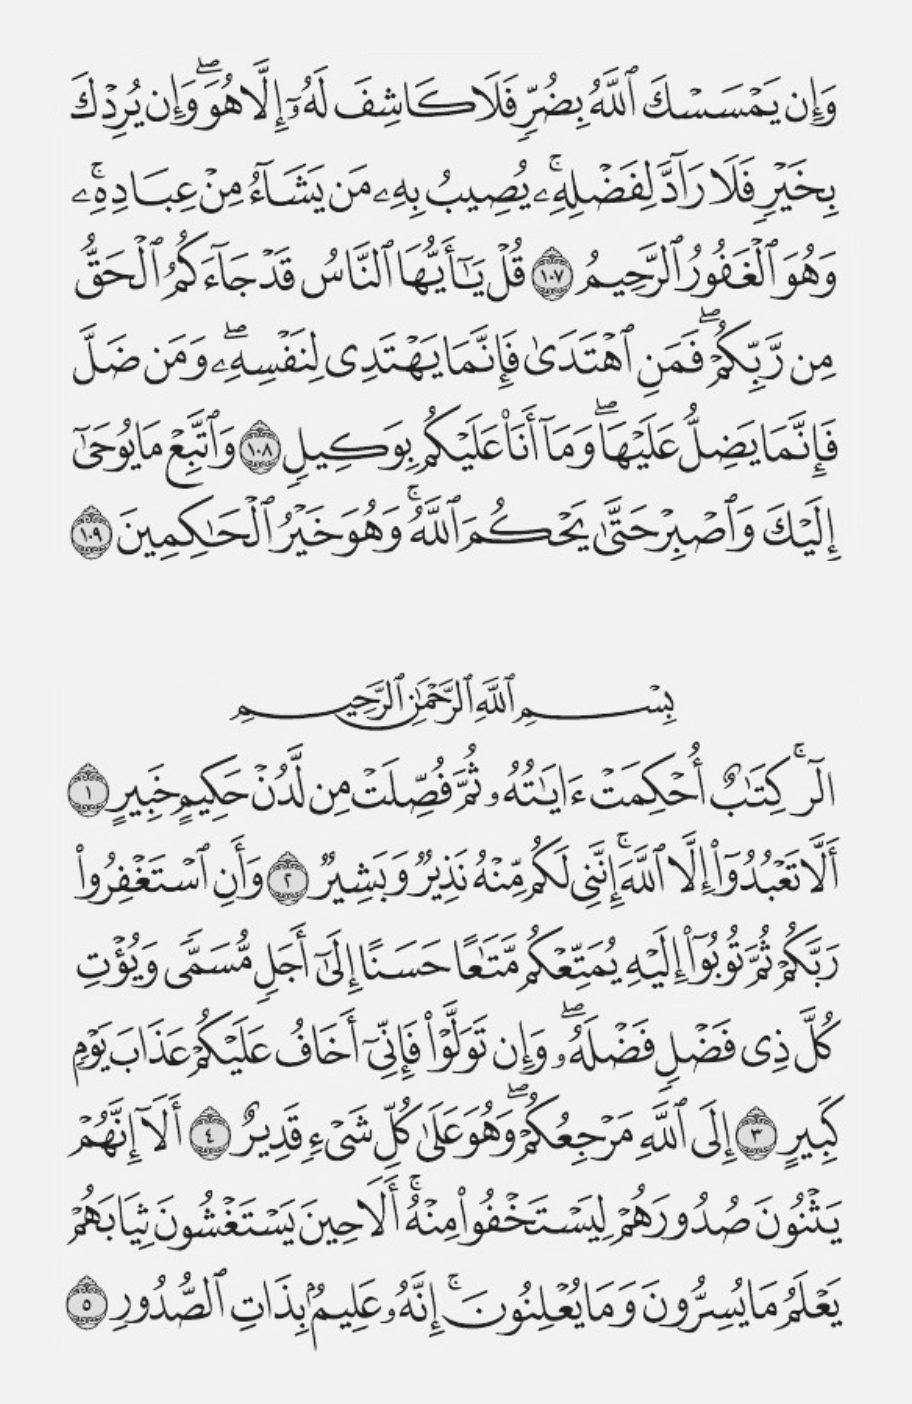 وَإِن يَمْسَسْكَ ٱللَّهُ بِضُرٍّ فَلَا كَاشِفَ لَهُۥٓ إِلَّا هُوَ ۖ وَإِن يُرِدْكَ
بِخَيْرٍ فَلَا رَآدَّ لِفَضْلِهِۦ ۚ يُصِيبُ بِهِۦ مَن يَشَآءُ مِنْ عِبَادِهِۦ ۚ
وَهُوَ ٱلْغَفُورُ ٱلرَّحِيمُ ١٠٧ قُلْ يَـٰٓأَيُّهَا ٱلنَّاسُ قَدْ جَآءَكُمُ ٱلْحَقُّ
مِن رَّبِّكُمْ ۖ فَمَنِ ٱهْتَدَىٰ فَإِنَّمَا يَهْتَدِى لِنَفْسِهِۦ ۖ وَمَن ضَلَّ
فَإِنَّمَا يَضِلُّ عَلَيْهَا ۖ وَمَآ أَنَا۠ عَلَيْكُم بِوَكِيلٍ ١٠٨ وَٱتَّبِعْ مَا يُوحَىٰٓ
إِلَيْكَ وَٱصْبِرْ حَتَّىٰ يَحْكُمَ ٱللَّهُ ۚ وَهُوَ خَيْرُ ٱلْحَـٰكِمِينَ ١٠٩
بِسْمِ ٱللَّهِ ٱلرَّحْمَـٰنِ ٱلرَّحِيمِ
الٓر ۚ كِتَـٰبٌ أُحْكِمَتْ ءَايَـٰتُهُۥ ثُمَّ فُصِّلَتْ مِن لَّدُنْ حَكِيمٍ خَبِيرٍ ١
أَلَّا تَعْبُدُوٓا۟ إِلَّا ٱللَّهَ ۚ إِنَّنِى لَكُم مِّنْهُ نَذِيرٌ وَبَشِيرٌ ٢ وَأَنِ ٱسْتَغْفِرُوا۟
رَبَّكُمْ ثُمَّ تُوبُوٓا۟ إِلَيْهِ يُمَتِّعْكُم مَّتَـٰعًا حَسَنًا إِلَىٰٓ أَجَلٍ مُّسَمًّى وَيُؤْتِ
كُلَّ ذِى فَضْلٍ فَضْلَهُۥ ۖ وَإِن تَوَلَّوْا۟ فَإِنِّىٓ أَخَافُ عَلَيْكُمْ عَذَابَ يَوْمٍ
كَبِيرٍ ٣ إِلَى ٱللَّهِ مَرْجِعُكُمْ ۖ وَهُوَ عَلَىٰ كُلِّ شَىْءٍ قَدِيرٌ ٤ أَلَآ إِنَّهُمْ
يَثْنُونَ صُدُورَهُمْ لِيَسْتَخْفُوا۟ مِنْهُ ۚ أَلَا حِينَ يَسْتَغْشُونَ ثِيَابَهُمْ
يَعْلَمُ مَا يُسِرُّونَ وَمَا يُعْلِنُونَ ۚ إِنَّهُۥ عَلِيمٌۢ بِذَاتِ ٱلصُّدُورِ ٥